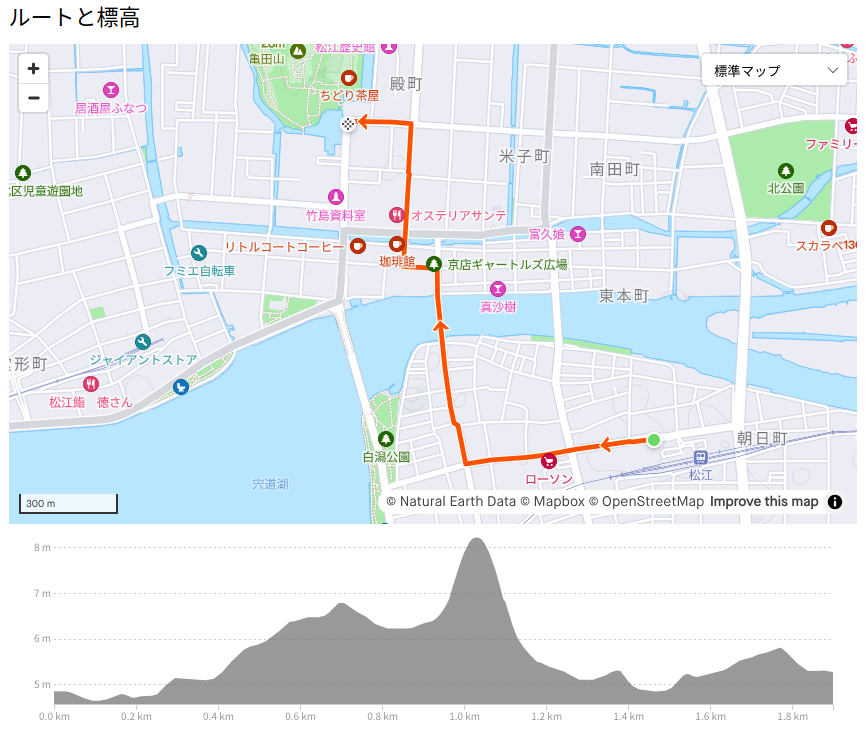 ルートと標高
28m
亀田山
松江歴史館
殿町
標準マップ
居酒屋ふなつ
ちどり茶屋
米子町
南田町
ファミリー
北公園
区児童遊園地
竹島資料室
オステリアサンテ
富久娘
リトルコートコーヒー
珈琲館
スカラベ136
フミエ自転車
京店ギャートルズ広場
真沙樹
東本町
ジャイアントストア
形町
松江鮨 徳さん
白潟公園
朝日町
松江
ローソン
宍道湖
300 m
© Natural Earth Data © Mapbox © OpenStreetMap Improve this map
8 m
7 m
6 m
5 m
0.0 km 0.2 km 0.4 km 0.6 km 0.8 km 1.0 km 1.2 km 1.4 km 1.6 km 1.8 km